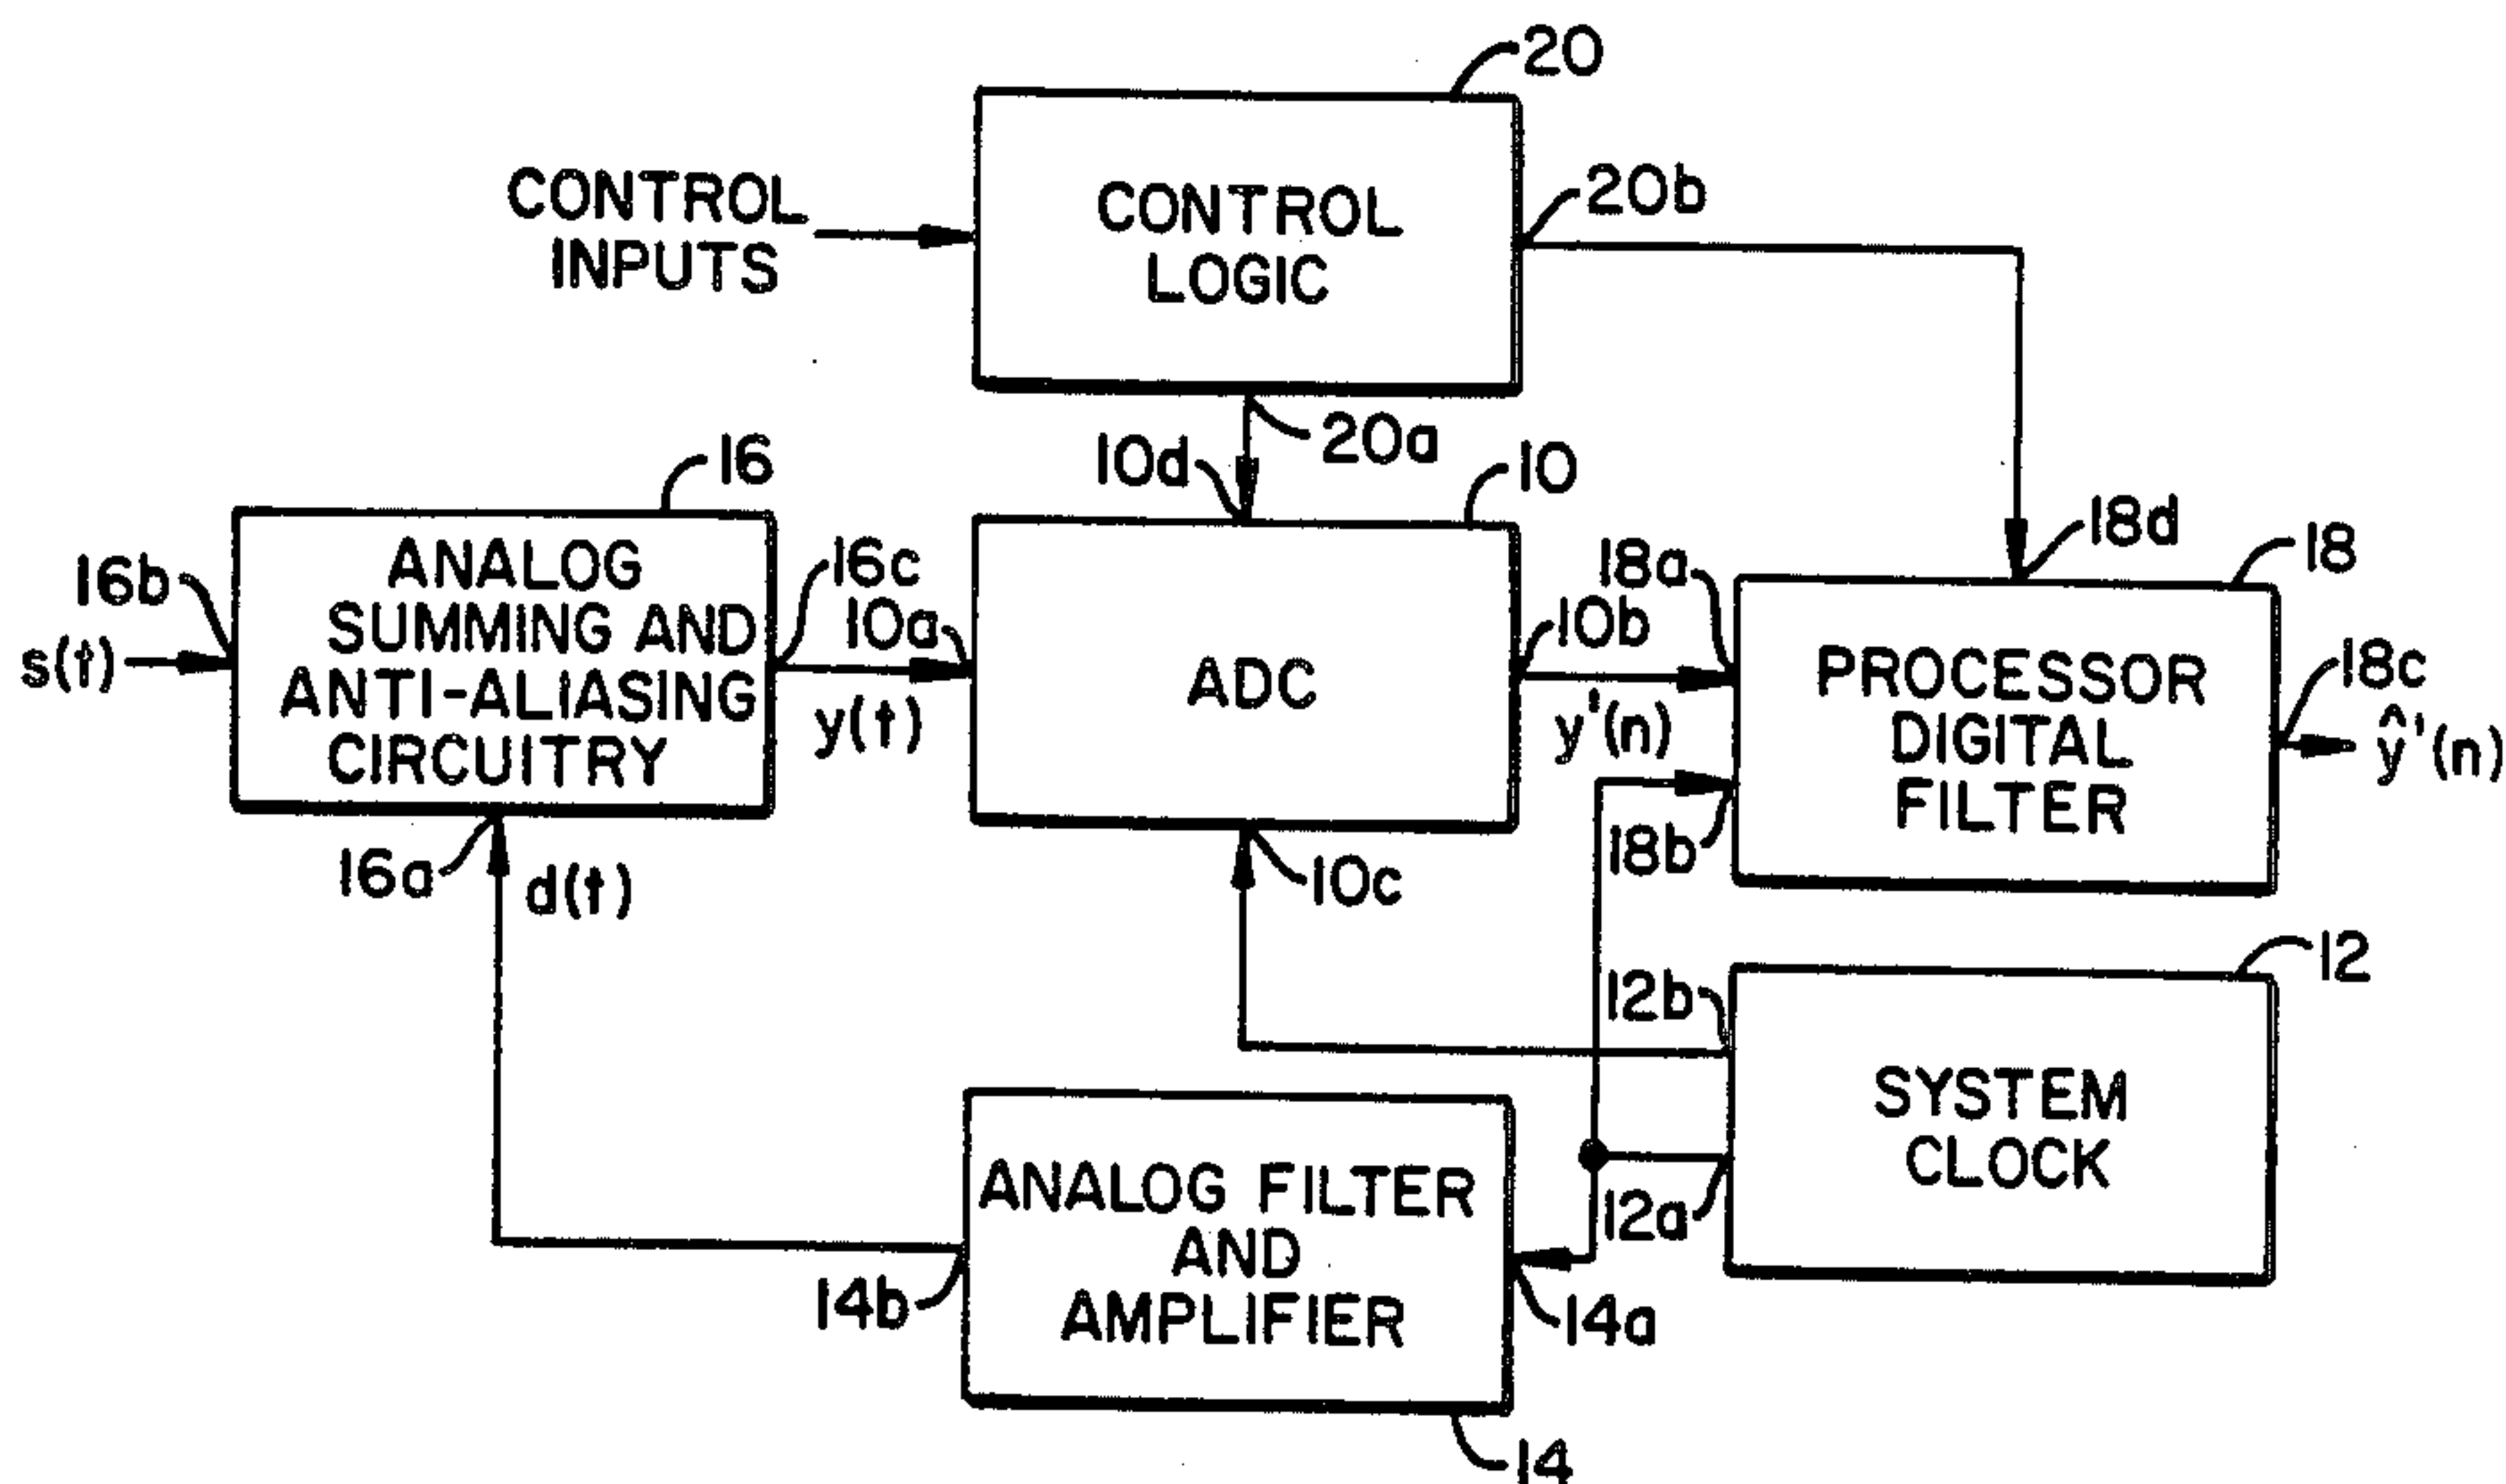 20
CONTROL
INPUTS
CONTROL
LOGIC
20b
20a
10d
10
16
16b
s(t)
ANALOG
SUMMING AND
ANTI-ALIASING
CIRCUITRY
16c
10a
y(t)
ADC
10b
y'(n)
18a
18d
18
PROCESSOR
DIGITAL
FILTER
18c
ŷ'(n)
18b
16a
d(t)
10c
12
12b
SYSTEM
CLOCK
12a
ANALOG FILTER
AND
AMPLIFIER
14b
14a
14